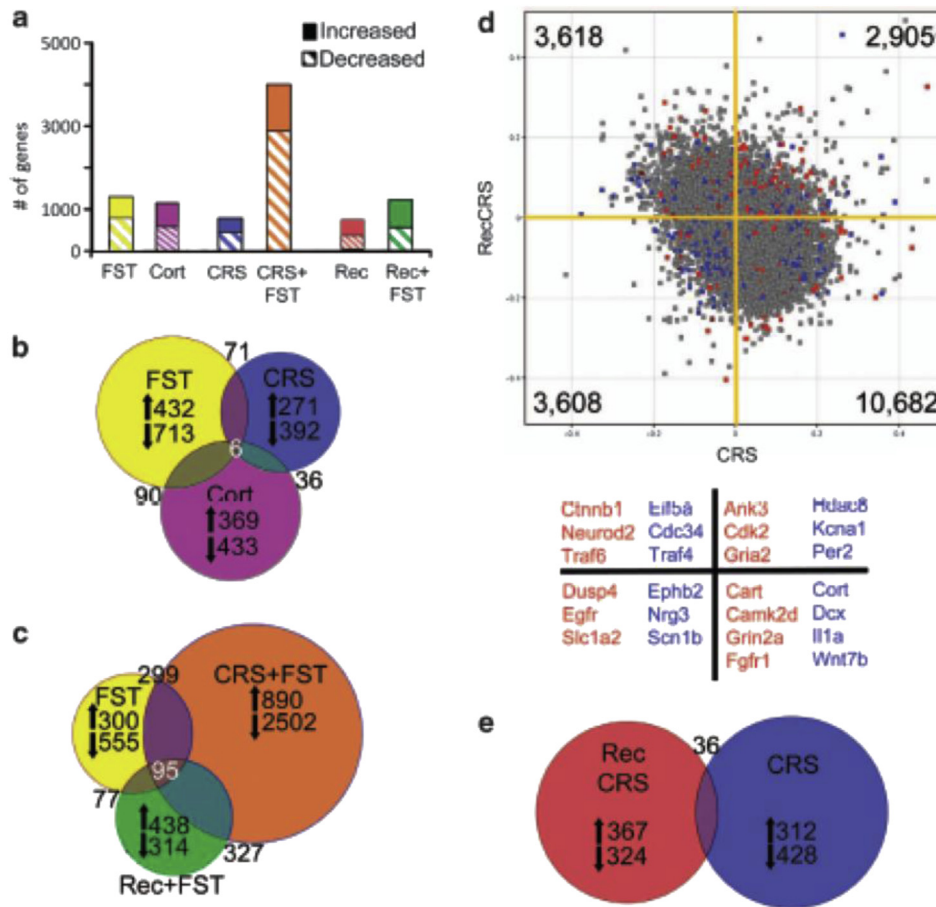 a
Increased
Decreased
5000
3000
1000
0
# of genes
FST Cort CRS CRS+ Rec Rec+
FST FST
b
FST
432
713
71
CRS
271
392
6
90
36
Cort
369
433
c
299
FST
300
555
CRS+FST
890
2502
95
77
438
314
327
Rec+FST
d
3,618
2,905
3,608
10,682
RecCRS
CRS
Ctnnb1 Eif5a Ank3 Hdac8
Neurod2 Cdc34 Cdk2 Kcna1
Traf6 Traf4 Gria2 Per2
Dusp4 Ephb2 Cart Cort
Egfr Nrg3 Camk2d Dcx
Slc1a2 Scn1b Grin2a Il1a
Fgfr1 Wnt7b
e
Rec
CRS
367
324
36
CRS
312
428